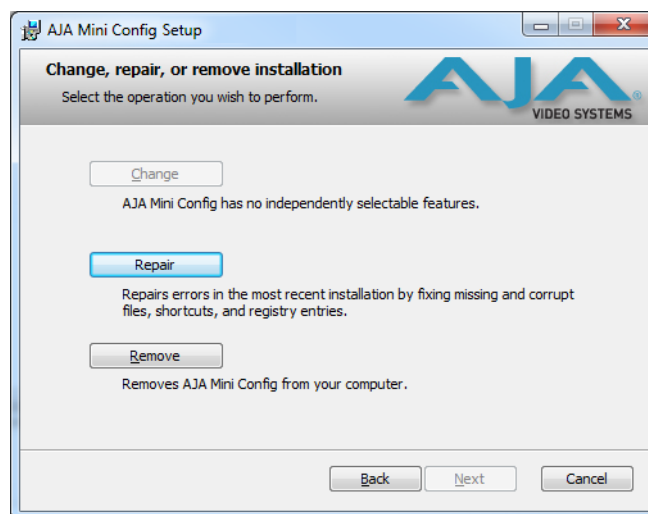 AJA Mini Config Setup
Change, repair, or remove installation
Select the operation you wish to perform.
AJA®
VIDEO SYSTEMS
Change
AJA Mini Config has no independently selectable features.
Repair
Repairs errors in the most recent installation by fixing missing and corrupt
files, shortcuts, and registry entries.
Remove
Removes AJA Mini Config from your computer.
Back Next Cancel